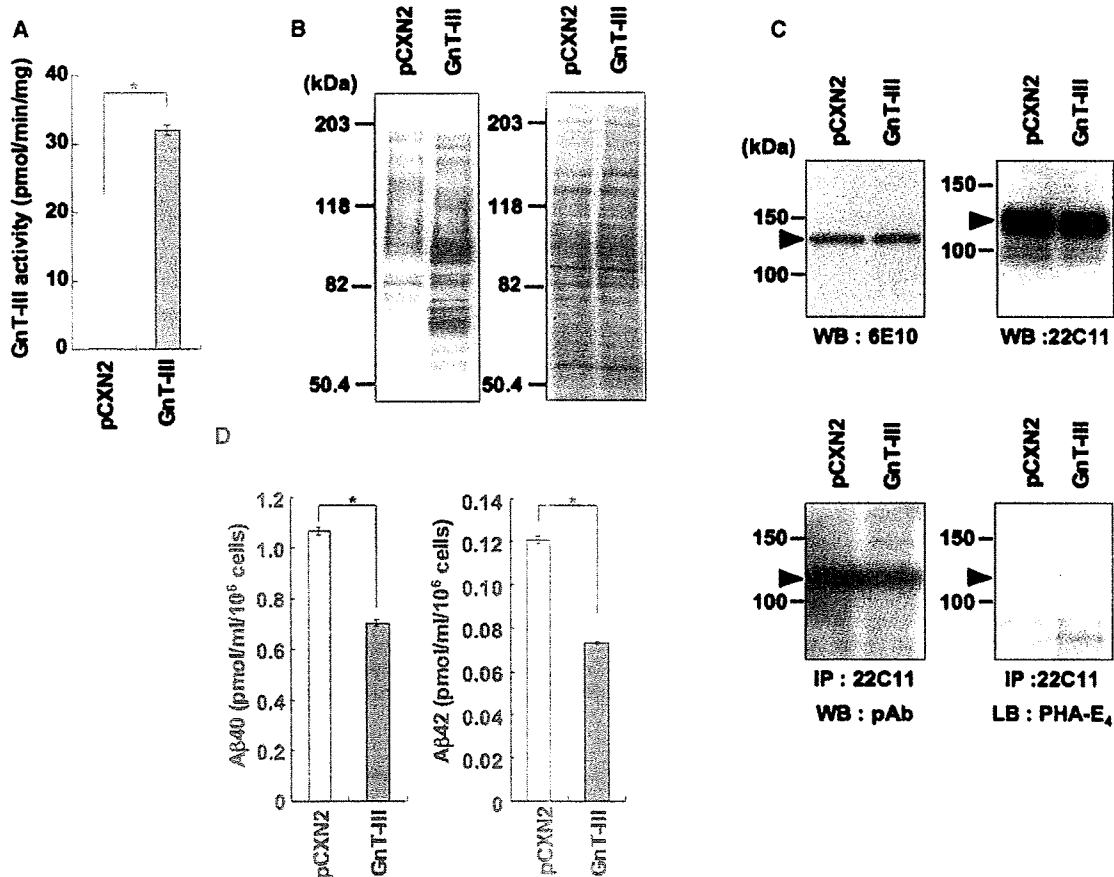 A
GnT-III activity (pmol/min/mg)
40
30
20
10
0
*
pCXN2
GnT-III
B
(kDa)
pCXN2
GnT-III
203
118
82
50.4
pCXN2
GnT-III
203
118
82
50.4
C
(kDa)
pCXN2
GnT-III
150
100
WB : 6E10
pCXN2
GnT-III
150
100
WB :22C11
pCXN2
GnT-III
150
100
IP : 22C11
WB : pAb
pCXN2
GnT-III
150
100
IP :22C11
LB : PHA-E₄
D
Aβ40 (pmol/ml/10⁶ cells)
1.2
1.0
0.8
0.6
0.4
0.2
0
*
pCXN2
GnT-III
Aβ42 (pmol/ml/10⁶ cells)
0.14
0.12
0.10
0.08
0.06
0.04
0.02
0
*
pCXN2
GnT-III